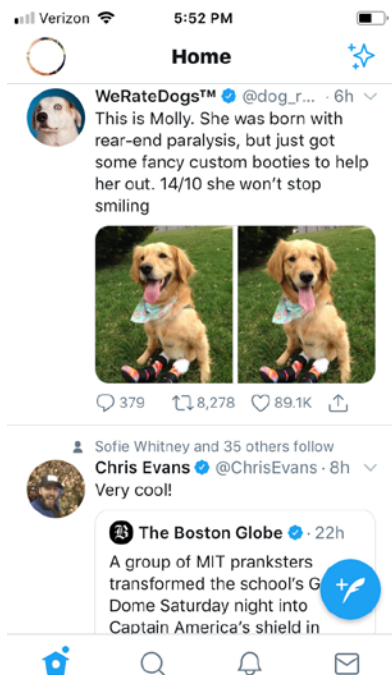 Verizon 5:52 PM
Home
WeRateDogs™ @dog_r... · 6h
This is Molly. She was born with
rear-end paralysis, but just got
some fancy custom booties to help
her out. 14/10 she won't stop
smiling
379 8,278 89.1K
Sofie Whitney and 35 others follow
Chris Evans @ChrisEvans · 8h
Very cool!
B The Boston Globe · 22h
A group of MIT pranksters
transformed the school's G
Dome Saturday night into
Captain America's shield in